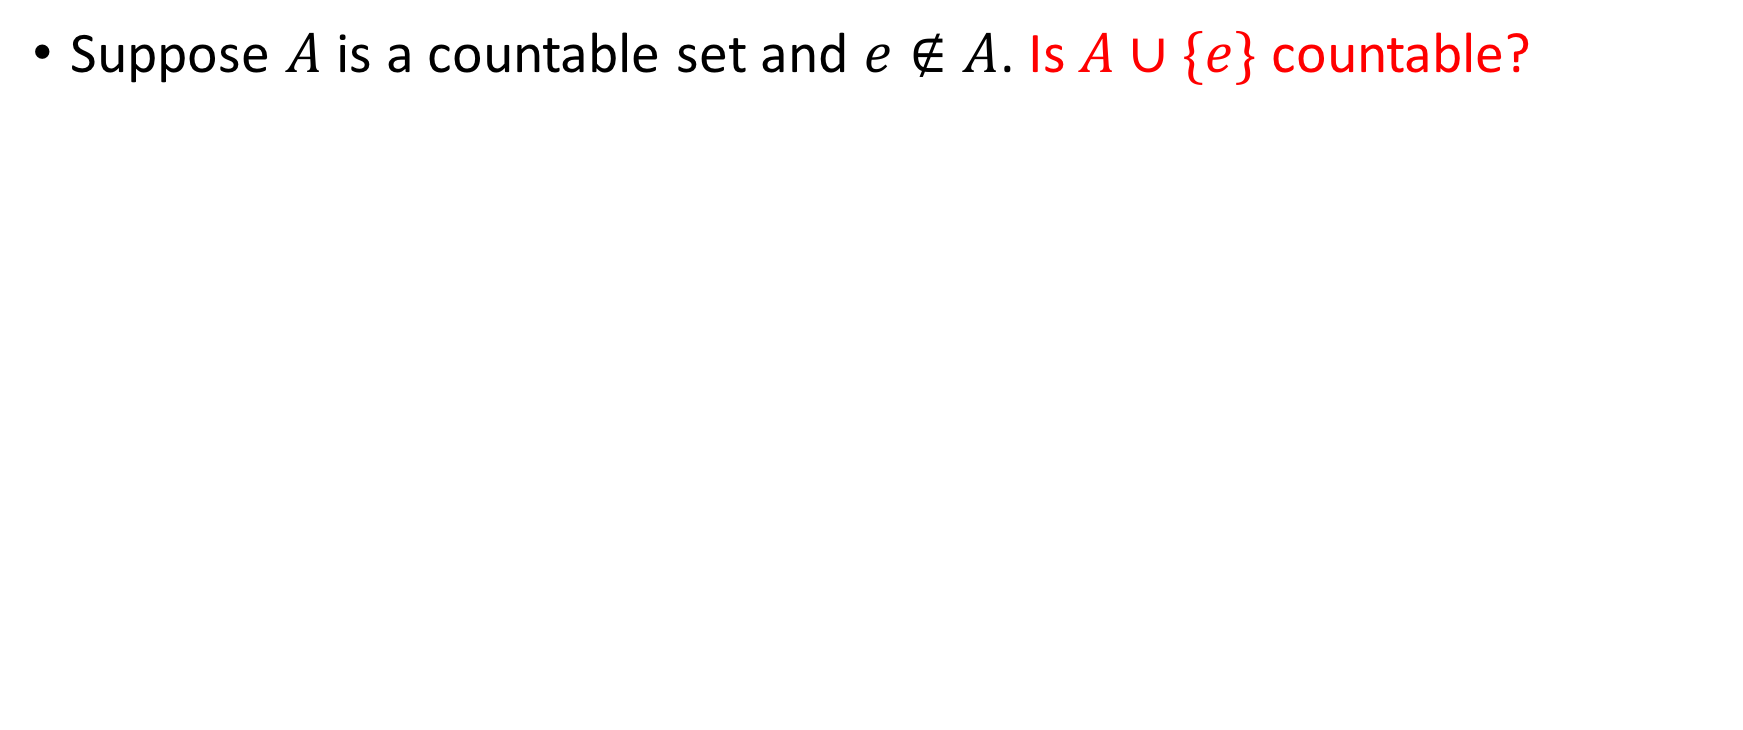 • Suppose A is a countable set and e ∉ A. Is A ∪ {e} countable?